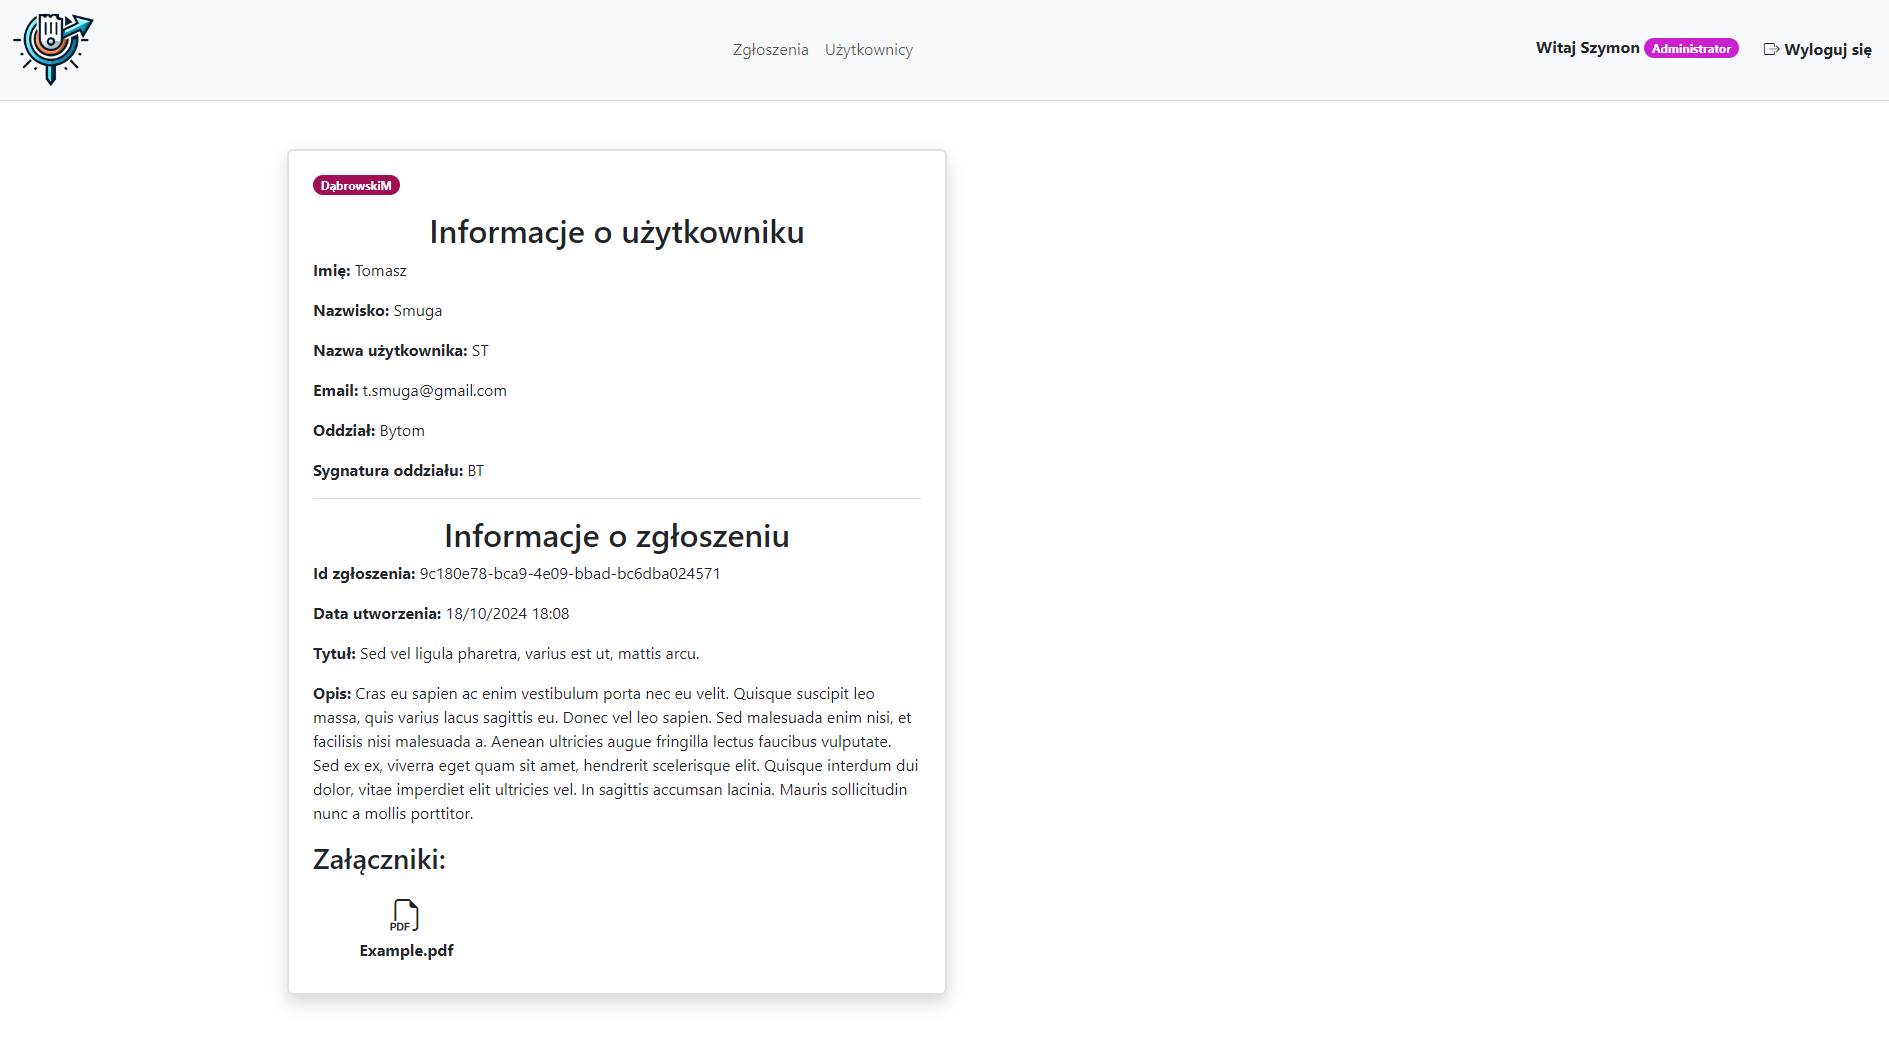 Zgłoszenia Użytkownicy
Witaj Szymon Administrator Wyloguj się
DąbrowskiM
Informacje o użytkowniku
Imię: Tomasz
Nazwisko: Smuga
Nazwa użytkownika: ST
Email: t.smuga@gmail.com
Oddział: Bytom
Sygnatura oddziału: BT
Informacje o zgłoszeniu
Id zgłoszenia: 9c180e78-bca9-4e09-bbad-bc6dba024571
Data utworzenia: 18/10/2024 18:08
Tytuł: Sed vel ligula pharetra, varius est ut, mattis arcu.
Opis: Cras eu sapien ac enim vestibulum porta nec eu velit. Quisque suscipit leo
massa, quis varius lacus sagittis eu. Donec vel leo sapien. Sed malesuada enim nisi, et
facilisis nisi malesuada a. Aenean ultricies augue fringilla lectus faucibus vulputate.
Sed ex ex, viverra eget quam sit amet, hendrerit scelerisque elit. Quisque interdum dui
dolor, vitae imperdiet elit ultricies vel. In sagittis accumsan lacinia. Mauris sollicitudin
nunc a mollis porttitor.
Załączniki:
PDF
Example.pdf